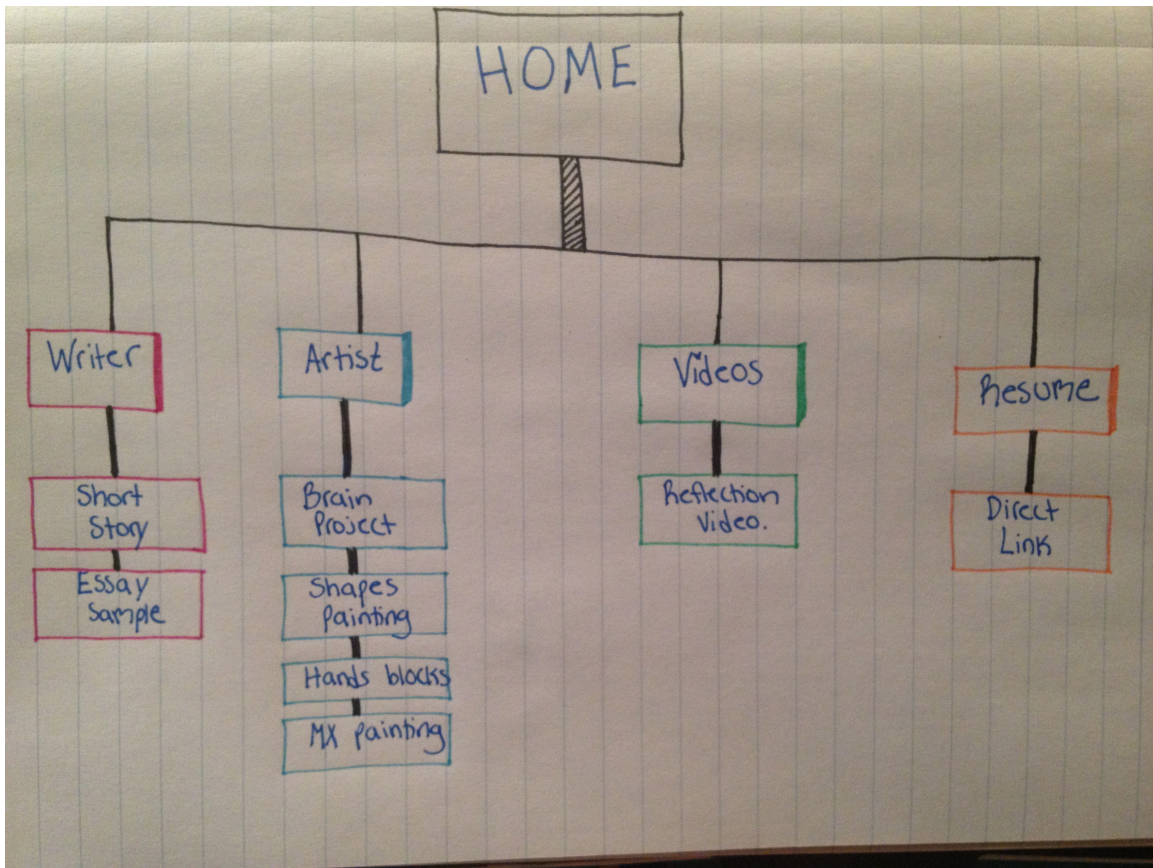 HOME
Writer
Artist
Videos
Resume
Short
Story
Essay
Sample
Brain
Project
Shapes
Painting
Hands blocks
MX painting
Reflection
Video.
Direct
Link